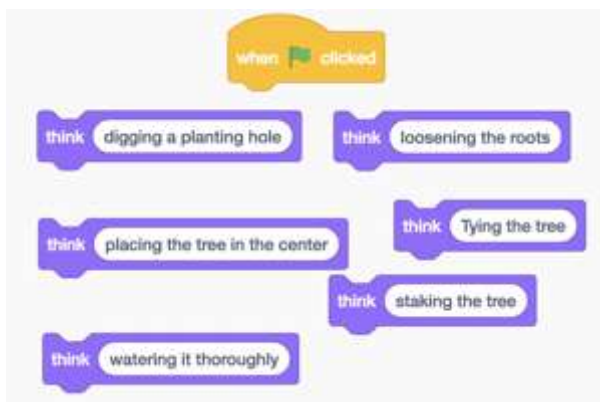 when clicked
think digging a planting hole
think loosening the roots
think Tying the tree
think placing the tree in the center
think staking the tree
think watering it thoroughly